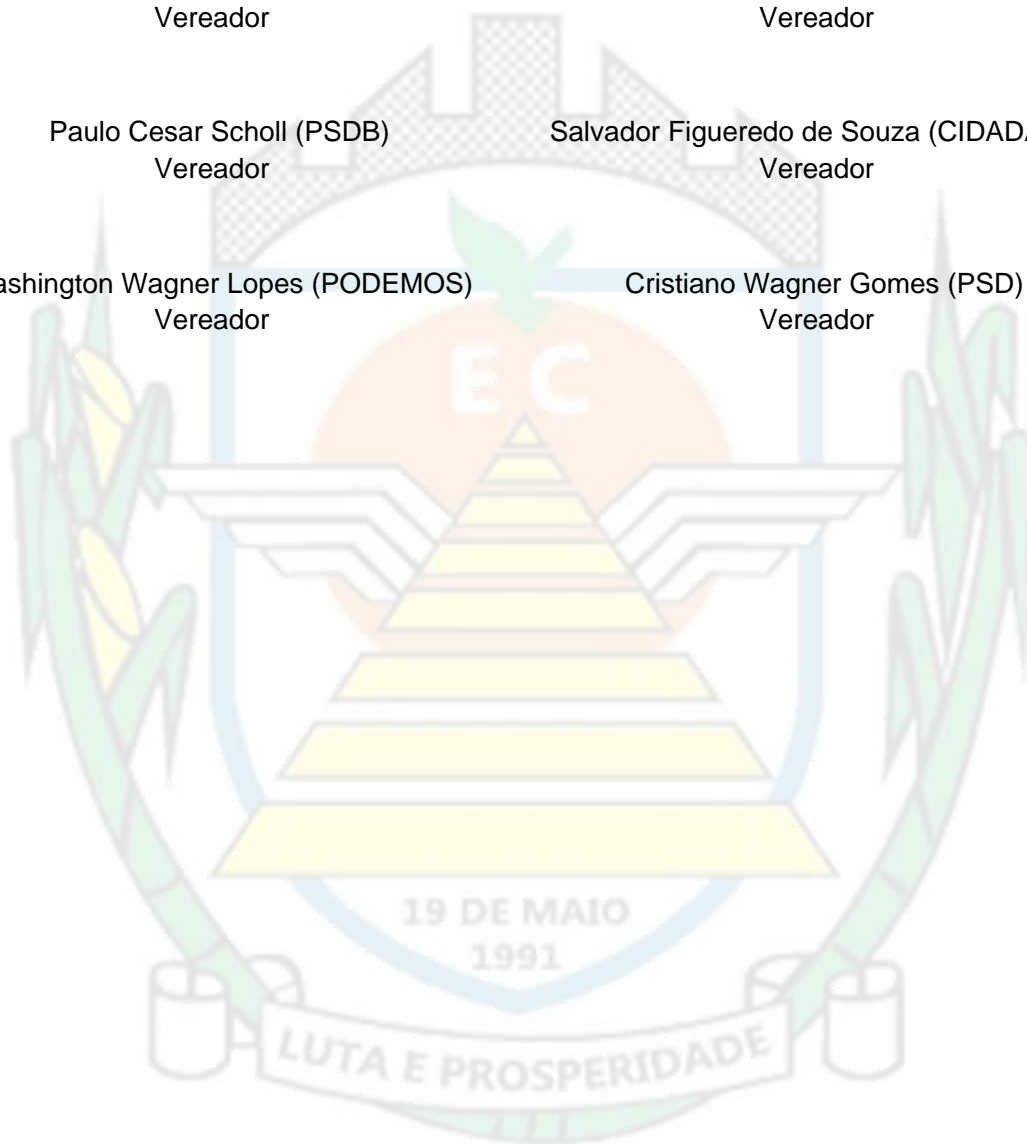 Vereador Vereador
Paulo Cesar Scholl (PSDB) Salvador Figueredo de Souza (CIDADA
Vereador Vereador
ashington Wagner Lopes (PODEMOS) Cristiano Wagner Gomes (PSD)
Vereador Vereador
E C
19 DE MAIO
1991
LUTA E PROSPERIDADE